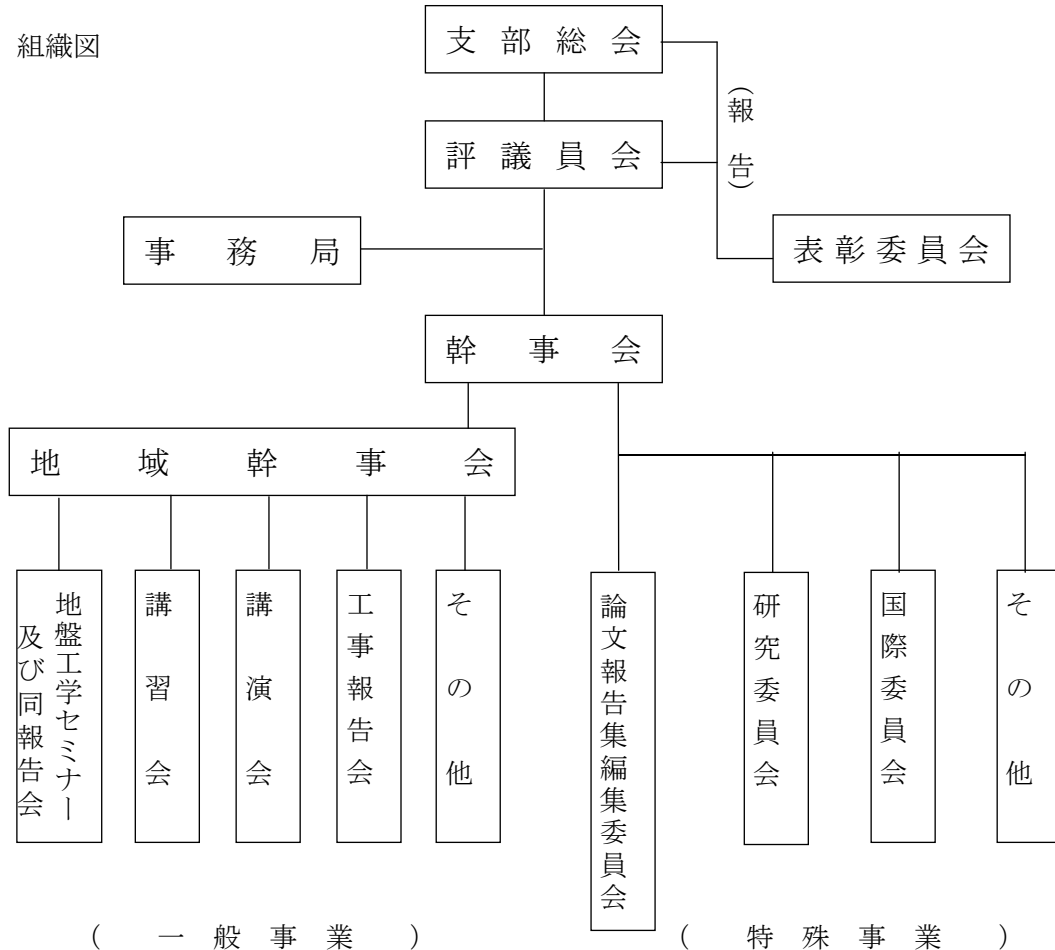 組織図
支部総会
(報告)
評議員会
事務局
表彰委員会
幹事会
地域幹事会
地盤工学セミナー
及び同報告会
講習会
講演会
工事報告会
その他
論文報告集編集委員会
研究委員会
国際委員会
その他
(一般事業)
(特殊事業)